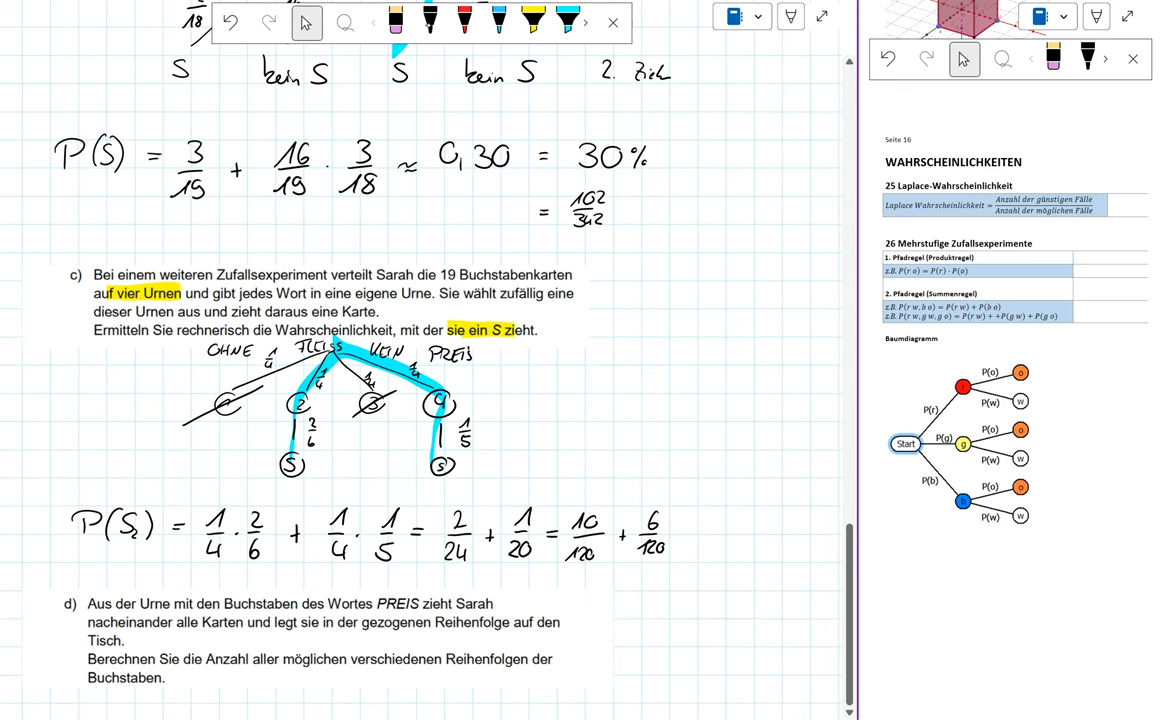 18
S kein S S kein S 2. Zieh
P(S) = 3/19 + 16/19 · 3/18 ≈ 0,30 = 30%
= 102/342
c) Bei einem weiteren Zufallsexperiment verteilt Sarah die 19 Buchstabenkarten
auf vier Urnen und gibt jedes Wort in eine eigene Urne. Sie wählt zufällig eine
dieser Urnen aus und zieht daraus eine Karte.
Ermitteln Sie rechnerisch die Wahrscheinlichkeit, mit der sie ein S zieht.
OHNE FLEISS KEIN PREIS
1/4 1/4 1/4 1/4
1 2 3 4
2/6 1/5
S S
P(S₂) = 1/4 · 2/6 + 1/4 · 1/5 = 2/24 + 1/20 = 10/120 + 6/120
d) Aus der Urne mit den Buchstaben des Wortes PREIS zieht Sarah
nacheinander alle Karten und legt sie in der gezogenen Reihenfolge auf den
Tisch.
Berechnen Sie die Anzahl aller möglichen verschiedenen Reihenfolgen der
Buchstaben.
Seite 16
WAHRSCHEINLICHKEITEN
25 Laplace-Wahrscheinlichkeit
Laplace Wahrscheinlichkeit = Anzahl der günstigen Fälle / Anzahl der möglichen Fälle
26 Mehrstufige Zufallsexperimente
1. Pfadregel (Produktregel)
z.B. P(r o) = P(r) · P(o)
2. Pfadregel (Summenregel)
z.B. P(r w, b o) = P(r w) + P(b o)
z.B. P(r w, g w, g o) = P(r w) + +P(g w) + P(g o)
Baumdiagramm
P(o) o
r
P(w) w
P(r)
P(o) o
Start P(g) g
P(w) w
P(b)
P(o) o
b
P(w) w